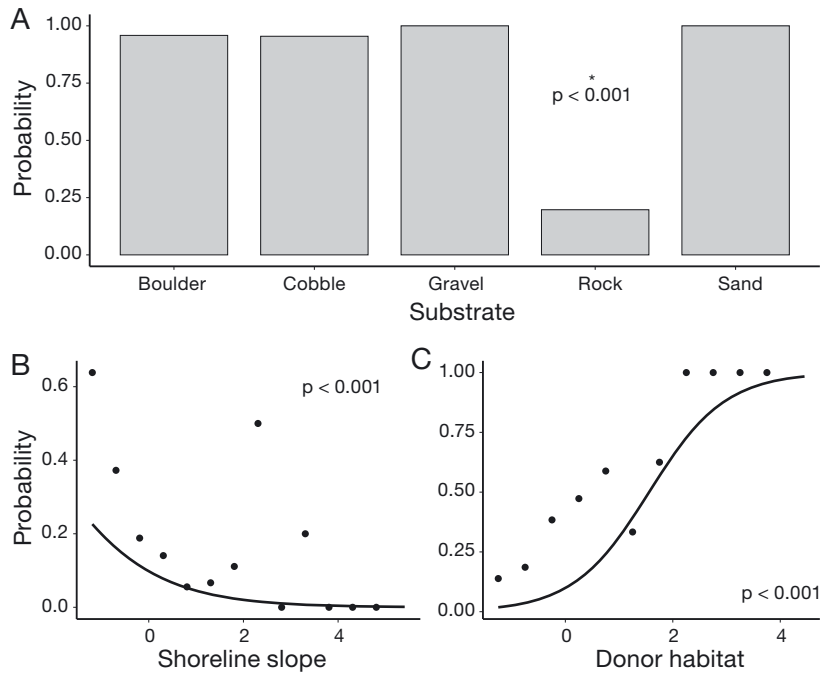 A
1.00
0.75
0.50
0.25
0.00
Probability
*
p < 0.001
Boulder Cobble Gravel Rock Sand
Substrate
B
0.6
0.4
0.2
0.0
Probability
p < 0.001
0 2 4
Shoreline slope
C
1.00
0.75
0.50
0.25
0.00
p < 0.001
0 2 4
Donor habitat